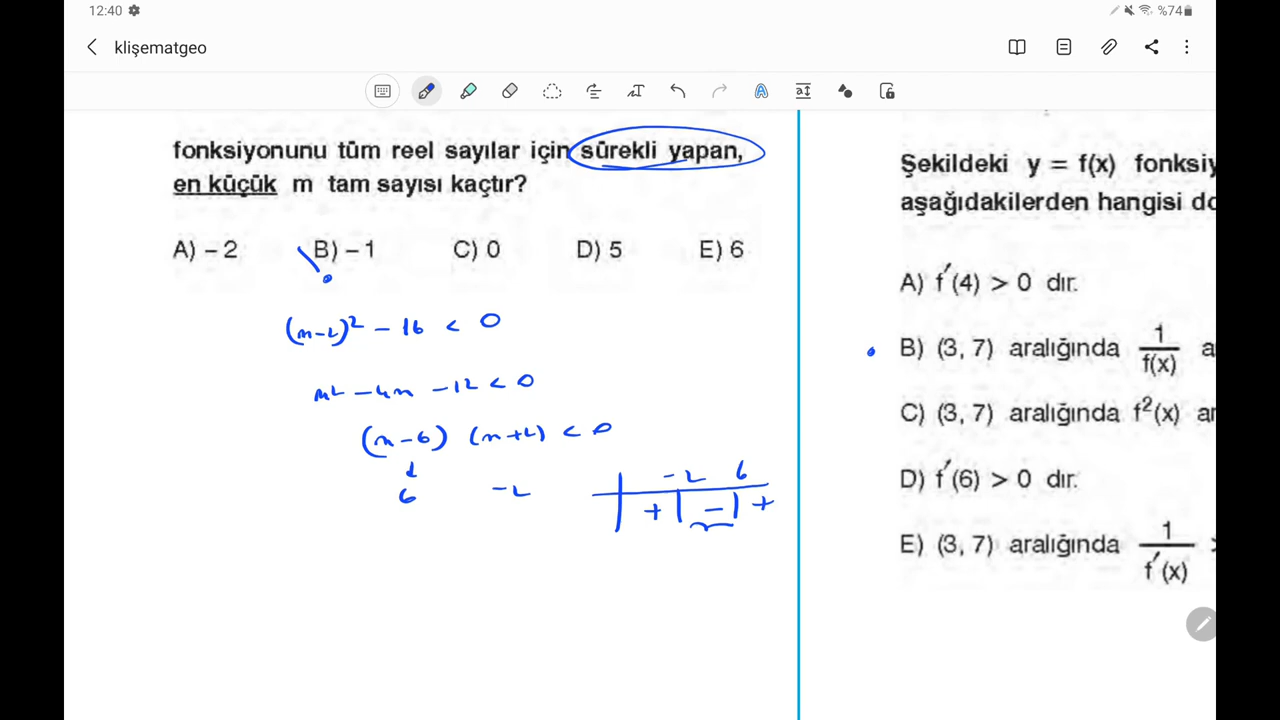 12:40 %74
klişematgeo
fonksiyonunu tüm reel sayılar için sürekli yapan,
en küçük m tam sayısı kaçtır?
A) – 2 B) – 1 C) 0 D) 5 E) 6
(m-2)² - 16 < 0
m² - 4m - 12 < 0
(m-6) (m+2) < 0
6 -2
-2 6
+ - +
Şekildeki y = f(x) fonksiy
aşağıdakilerden hangisi do
A) f′(4) > 0 dır.
B) (3, 7) aralığında 1/f(x) a
C) (3, 7) aralığında f²(x) ar
D) f′(6) > 0 dır.
E) (3, 7) aralığında 1/f′(x) >